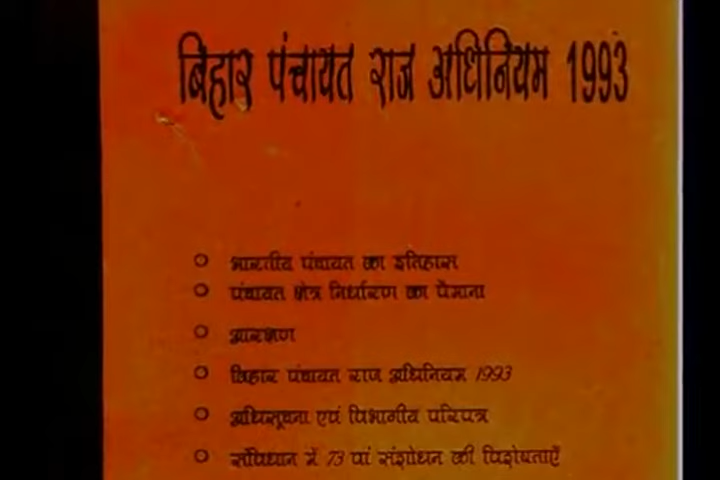 बिहार पंचायत राज अधिनियम 1993
भारतीय पंचायत का इतिहास
पंचायत क्षेत्र निर्धारण का पैमाना
आरक्षण
बिहार पंचायत राज अधिनियम 1993
अधिसूचना एवं विभागीय परिपत्र
संविधान में 73 वां संशोधन की विशेषताएँ